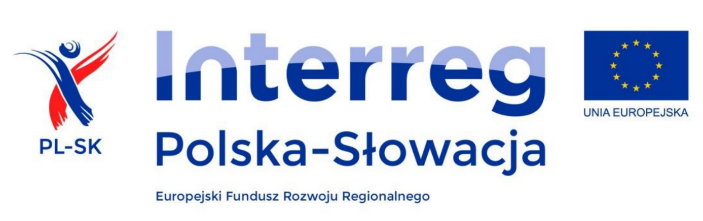 PL-SK
Interreg
Polska-Słowacja
Europejski Fundusz Rozwoju Regionalnego
UNIA EUROPEJSKA